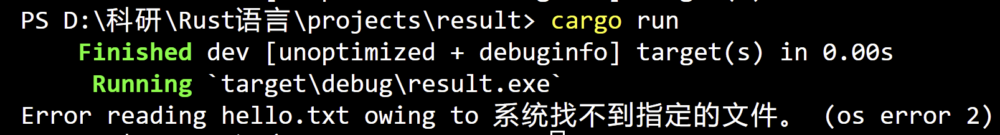 PS D:\科研\Rust语言\projects\result> cargo run
Finished dev [unoptimized + debuginfo] target(s) in 0.00s
Running `target\debug\result.exe`
Error reading hello.txt owing to 系统找不到指定的文件。 (os error 2)